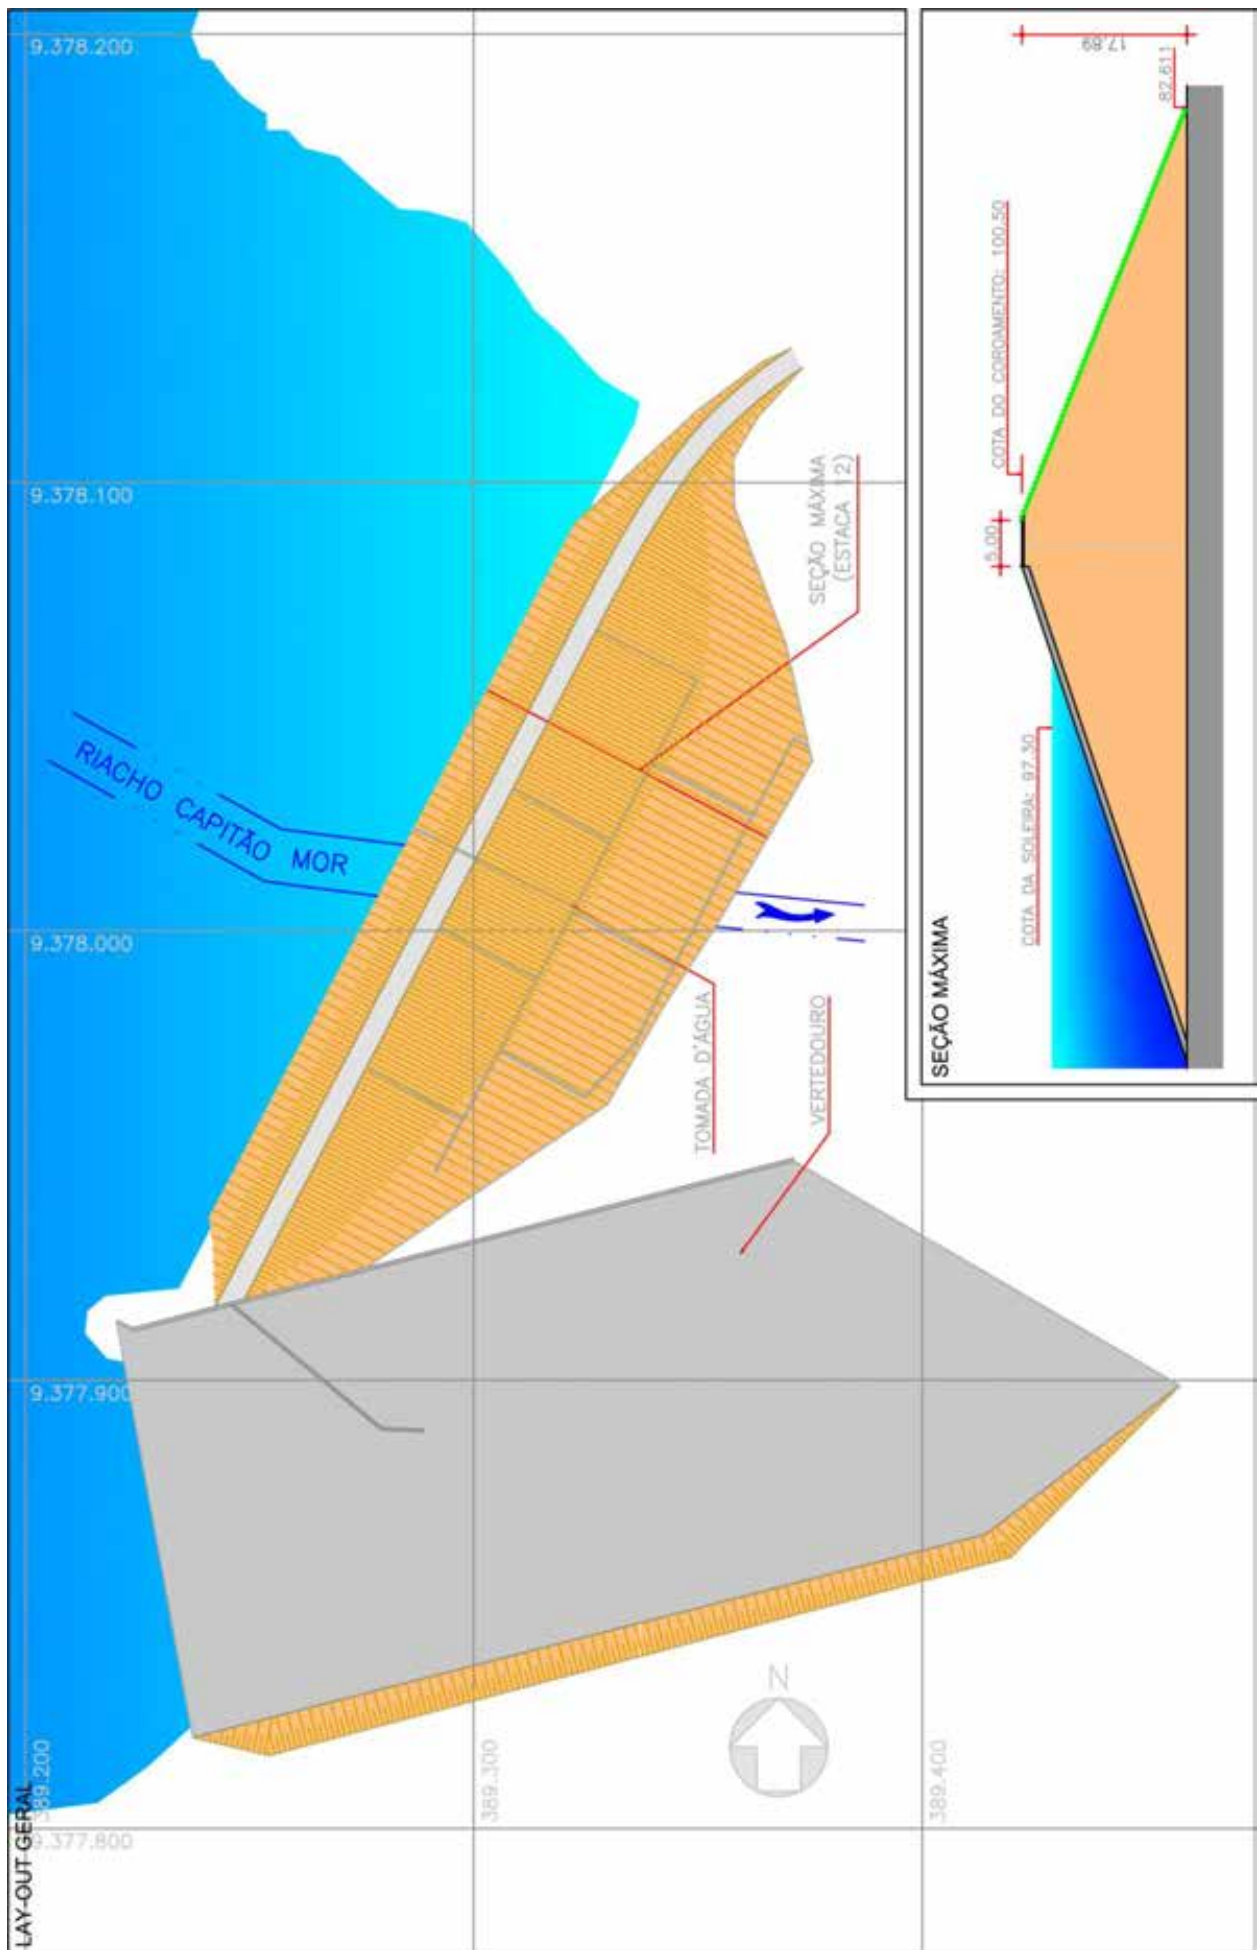 LAY-OUT GERAL
9.378.200
9.378.100
9.378.000
9.377.900
9.377.800
389.200
389.300
389.400
RIACHO CAPITÃO MOR
SEÇÃO MÁXIMA
(ESTACA 12)
TOMADA D'ÁGUA
VERTEDOURO
N
SEÇÃO MÁXIMA
COTA DA SOLEIRA: 97.30
5.00
COTA DO COROAMENTO: 100.50
82.611
17.89